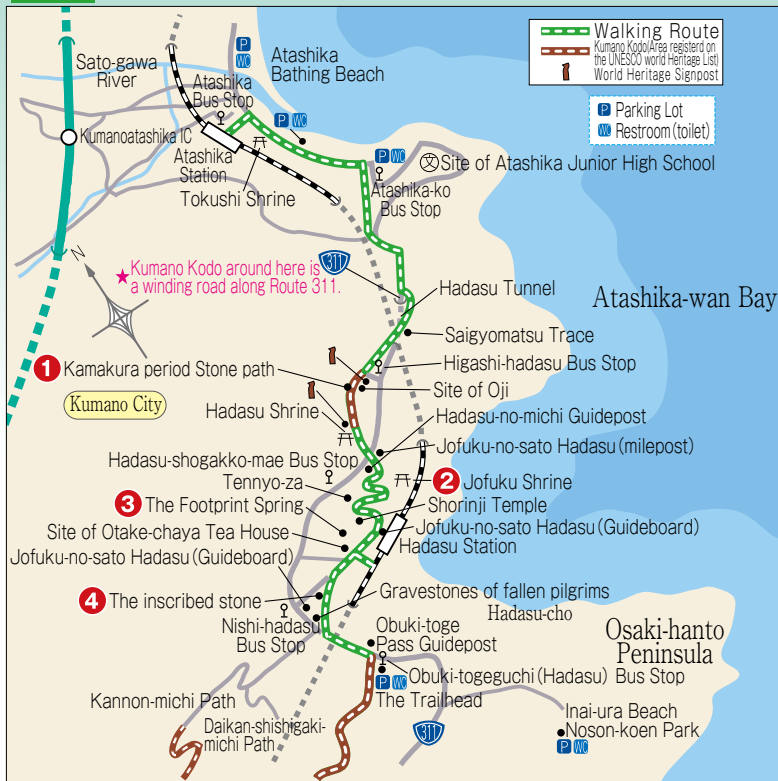 Walking Route
Kumano Kodo(Area registerd on
the UNESCO world Heritage List)
World Heritage Signpost
P Parking Lot
WC Restroom (toilet)
Sato-gawa
River
P
WC
Atashika
Bathing Beach
Atashika
Bus Stop
Kumanoatashika IC
P WC
Atashika
Station
Tokushi Shrine
P WC
文 Site of Atashika Junior High School
Atashika-ko
Bus Stop
N
★Kumano Kodo around here is
a winding road along Route 311.
311
Hadasu Tunnel
Atashika-wan Bay
Saigyomatsu Trace
Higashi-hadasu Bus Stop
1 Kamakura period Stone path
Site of Oji
Kumano City
Hadasu Shrine
Hadasu-no-michi Guidepost
Jofuku-no-sato Hadasu (milepost)
Hadasu-shogakko-mae Bus Stop
Tennyo-za
2 Jofuku Shrine
3 The Footprint Spring
Shorinji Temple
Site of Otake-chaya Tea House
Jofuku-no-sato Hadasu (Guideboard)
Hadasu Station
Jofuku-no-sato Hadasu (Guideboard)
4 The inscribed stone
Gravestones of fallen pilgrims
Hadasu-cho
Nishi-hadasu
Bus Stop
Obuki-toge
Pass Guidepost
Osaki-hanto
Peninsula
Obuki-togeguchi (Hadasu) Bus Stop
P WC
The Trailhead
Kannon-michi Path
Daikan-shishigaki-
michi Path
311
Inai-ura Beach
Noson-koen Park
P WC